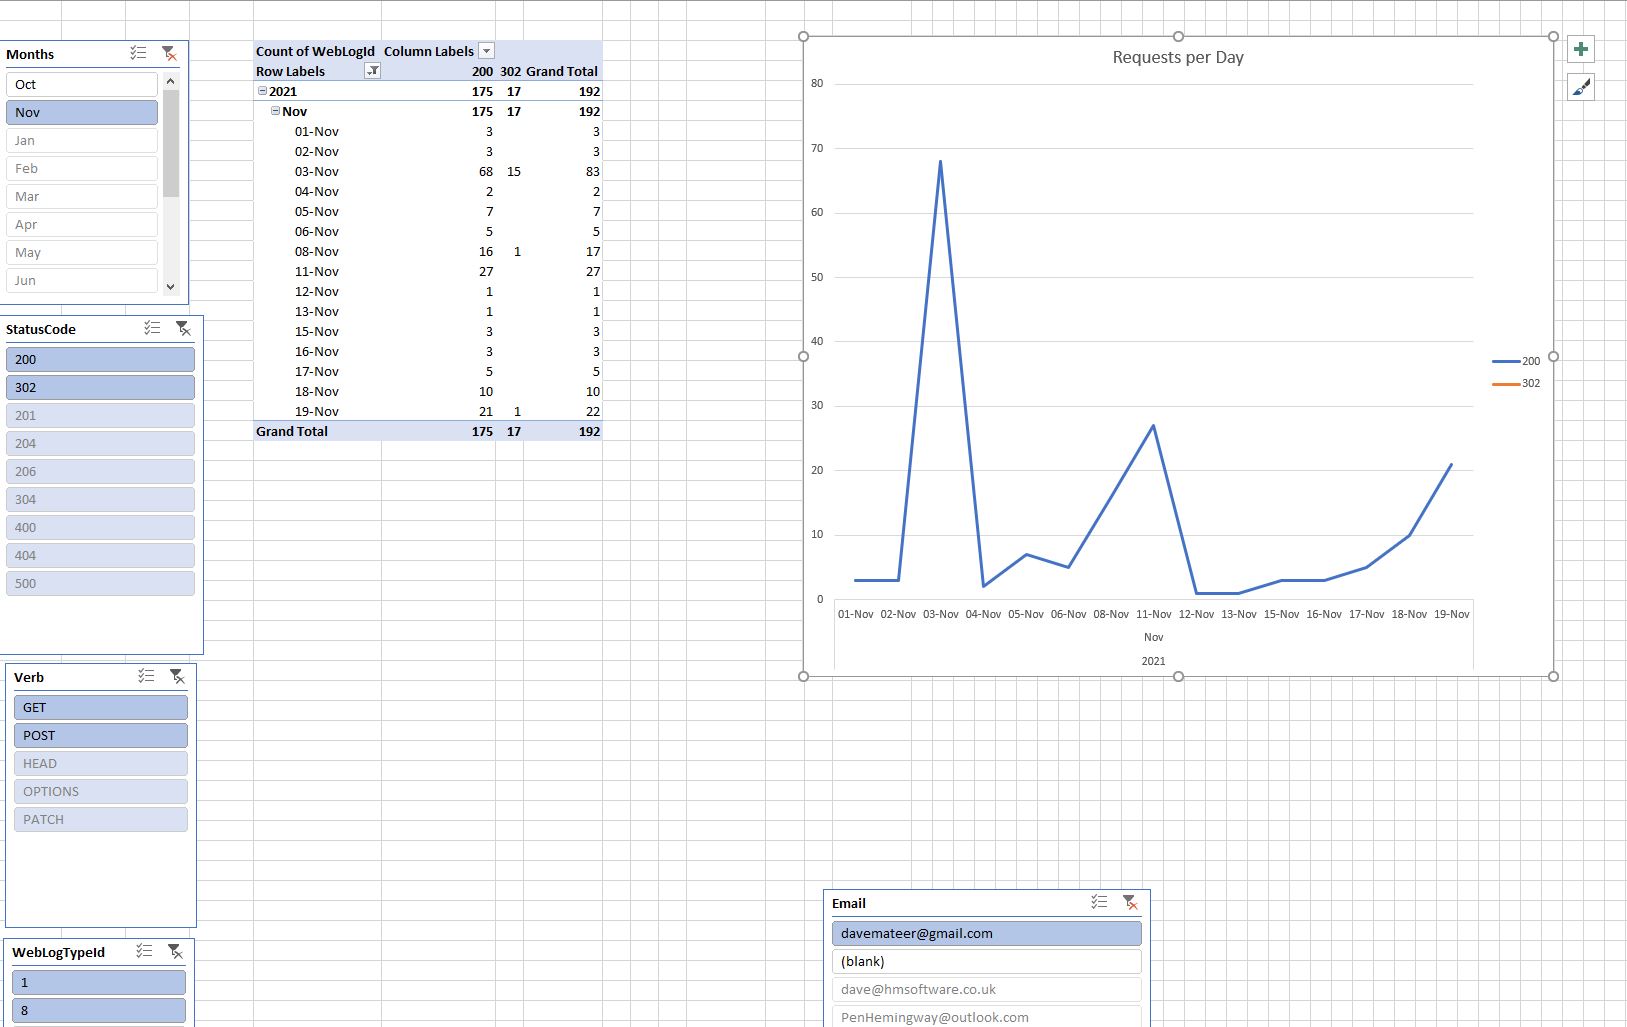 Months
Oct
Nov
Jan
Feb
Mar
Apr
May
Jun
StatusCode
200
302
201
204
206
304
400
404
500
Verb
GET
POST
HEAD
OPTIONS
PATCH
WebLogTypeId
1
8
Count of WebLogId Column Labels
Row Labels 200 302 Grand Total
2021 175 17 192
Nov 175 17 192
01-Nov 3 3
02-Nov 3 3
03-Nov 68 15 83
04-Nov 2 2
05-Nov 7 7
06-Nov 5 5
08-Nov 16 1 17
11-Nov 27 27
12-Nov 1 1
13-Nov 1 1
15-Nov 3 3
16-Nov 3 3
17-Nov 5 5
18-Nov 10 10
19-Nov 21 1 22
Grand Total 175 17 192
Requests per Day
80
70
60
50
40
30
20
10
0
01-Nov 02-Nov 03-Nov 04-Nov 05-Nov 06-Nov 08-Nov 11-Nov 12-Nov 13-Nov 15-Nov 16-Nov 17-Nov 18-Nov 19-Nov
Nov
2021
200
302
Email
davemateer@gmail.com
(blank)
dave@hmsoftware.co.uk
PenHemingway@outlook.com